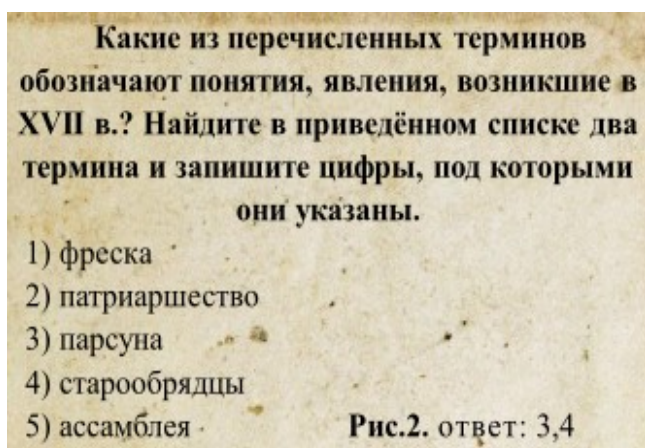 Какие из перечисленных терминов
обозначают понятия, явления, возникшие в
XVII в.? Найдите в приведённом списке два
термина и запишите цифры, под которыми
они указаны.
1) фреска
2) патриаршество
3) парсуна
4) старообрядцы
5) ассамблея Рис.2. ответ: 3,4